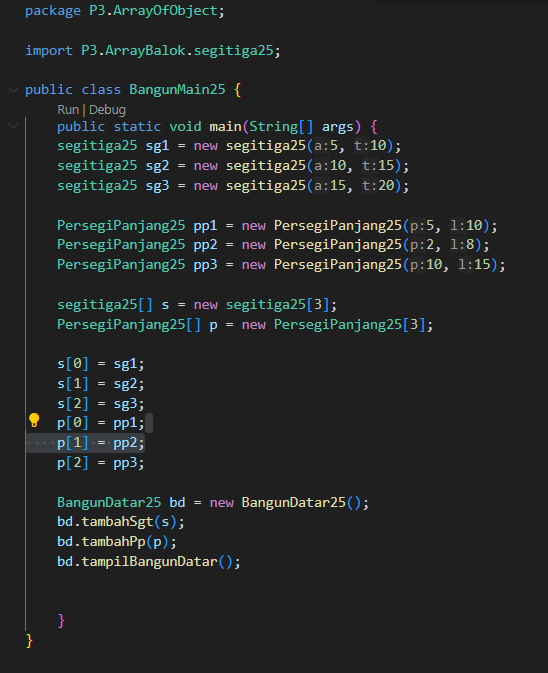 package P3.ArrayOfObject;
import P3.ArrayBalok.segitiga25;
public class BangunMain25 {
Run | Debug
public static void main(String[] args) {
segitiga25 sg1 = new segitiga25(a:5, t:10);
segitiga25 sg2 = new segitiga25(a:10, t:15);
segitiga25 sg3 = new segitiga25(a:15, t:20);
PersegiPanjang25 pp1 = new PersegiPanjang25(p:5, l:10);
PersegiPanjang25 pp2 = new PersegiPanjang25(p:2, l:8);
PersegiPanjang25 pp3 = new PersegiPanjang25(p:10, l:15);
segitiga25[] s = new segitiga25[3];
PersegiPanjang25[] p = new PersegiPanjang25[3];
s[0] = sg1;
s[1] = sg2;
s[2] = sg3;
p[0] = pp1;
p[1] = pp2;
p[2] = pp3;
BangunDatar25 bd = new BangunDatar25();
bd.tambahSgt(s);
bd.tambahPp(p);
bd.tampilBangunDatar();
}
}